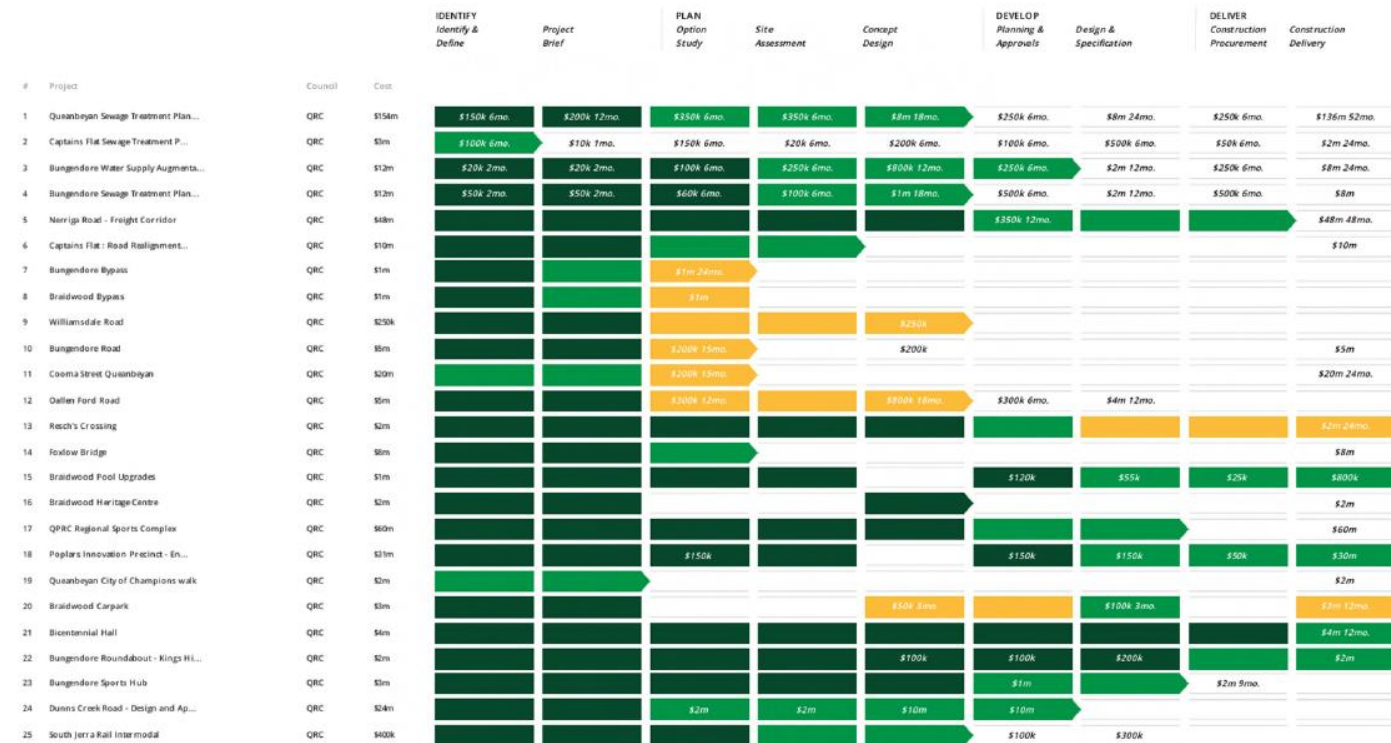 IDENTIFY PLAN DEVELOP DELIVER
Identify & Project Option Site Concept Planning & Design & Construction Construction
Define Brief Study Assessment Design Approvals Specification Procurement Delivery
# Project Council Cost
1 Queanbeyan Sewage Treatment Plan... QRC $154m $150k 6mo. $200k 12mo. $350k 6mo. $350k 6mo. $8m 18mo. $250k 6mo. $8m 24mo. $250k 6mo. $136m 52mo.
2 Captains Flat Sewage Treatment P... QRC $3m $100k 6mo. $10k 1mo. $150k 6mo. $20k 6mo. $200k 6mo. $100k 6mo. $500k 6mo. $50k 6mo. $2m 24mo.
3 Bungendore Water Supply Augmenta... QRC $12m $20k 2mo. $20k 2mo. $100k 6mo. $250k 6mo. $800k 12mo. $250k 6mo. $2m 12mo. $250k 6mo. $8m 24mo.
4 Bungendore Sewage Treatment Plan... QRC $12m $50k 2mo. $50k 2mo. $60k 6mo. $100k 6mo. $1m 18mo. $500k 6mo. $2m 12mo. $500k 6mo. $8m
5 Nerriga Road - Freight Corridor QRC $48m $350k 12mo. $48m 48mo.
6 Captains Flat : Road Realignment... QRC $10m $10m
7 Bungendore Bypass QRC $1m $1m 24mo.
8 Braidwood Bypass QRC $1m $1m
9 Williamsdale Road QRC $250k $250k
10 Bungendore Road QRC $5m $200k 15mo. $200k $5m
11 Cooma Street Queanbeyan QRC $20m $200k 15mo. $20m 24mo.
12 Oallen Ford Road QRC $5m $300k 12mo. $800k 18mo. $300k 6mo. $4m 12mo.
13 Resch's Crossing QRC $2m $2m 24mo.
14 Foxlow Bridge QRC $8m $8m
15 Braidwood Pool Upgrades QRC $1m $120k $55k $25k $800k
16 Braidwood Heritage Centre QRC $2m $2m
17 QPRC Regional Sports Complex QRC $60m $60m
18 Poplars Innovation Precinct - En... QRC $31m $150k $150k $150k $50k $30m
19 Queanbeyan City of Champions walk QRC $2m $2m
20 Braidwood Carpark QRC $3m $50k 3mo. $100k 3mo. $3m 12mo.
21 Bicentennial Hall QRC $4m $4m 12mo.
22 Bungendore Roundabout - Kings Hi... QRC $2m $100k $100k $200k $2m
23 Bungendore Sports Hub QRC $3m $1m $2m 9mo.
24 Dunns Creek Road - Design and Ap... QRC $24m $2m $2m $10m $10m
25 South Jerra Rail Intermodal QRC $400k $100k $300k